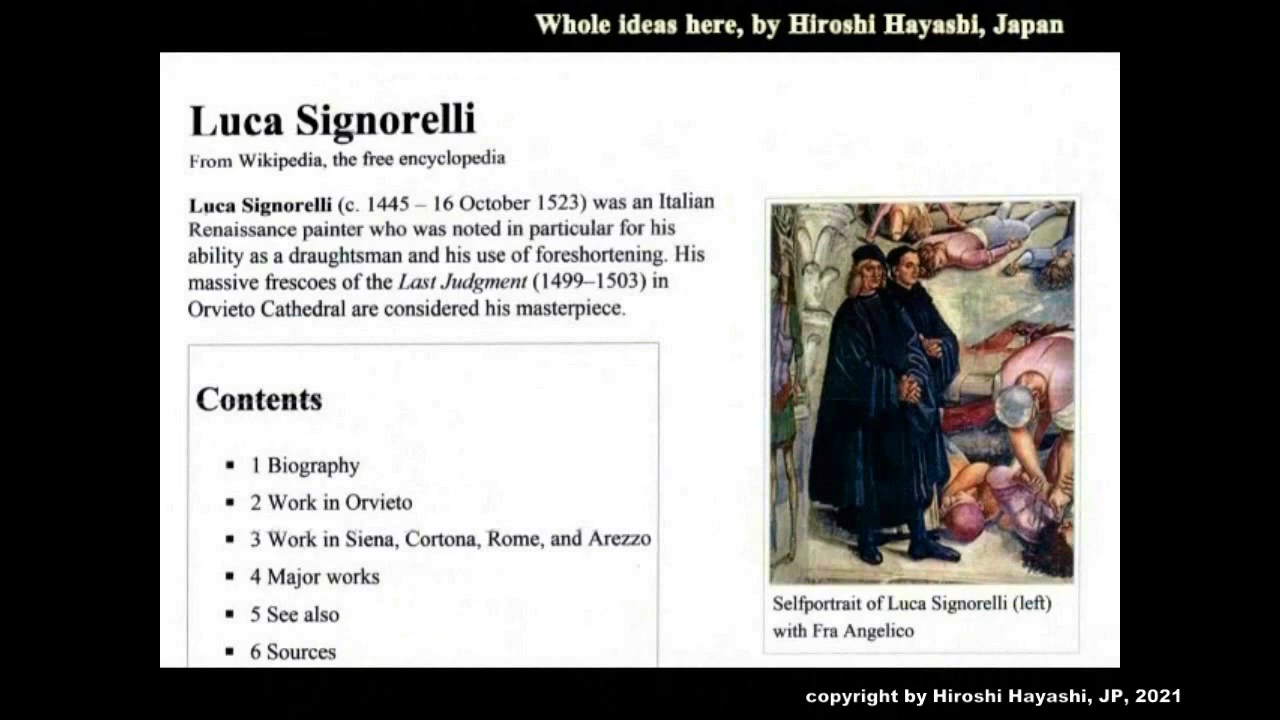 Whole ideas here, by Hiroshi Hayashi, Japan
Luca Signorelli
From Wikipedia, the free encyclopedia
Luca Signorelli (c. 1445 – 16 October 1523) was an Italian
Renaissance painter who was noted in particular for his
ability as a draughtsman and his use of foreshortening. His
massive frescoes of the Last Judgment (1499–1503) in
Orvieto Cathedral are considered his masterpiece.
Contents
▪ 1 Biography
▪ 2 Work in Orvieto
▪ 3 Work in Siena, Cortona, Rome, and Arezzo
▪ 4 Major works
▪ 5 See also
▪ 6 Sources
Selfportrait of Luca Signorelli (left)
with Fra Angelico
copyright by Hiroshi Hayashi, JP, 2021